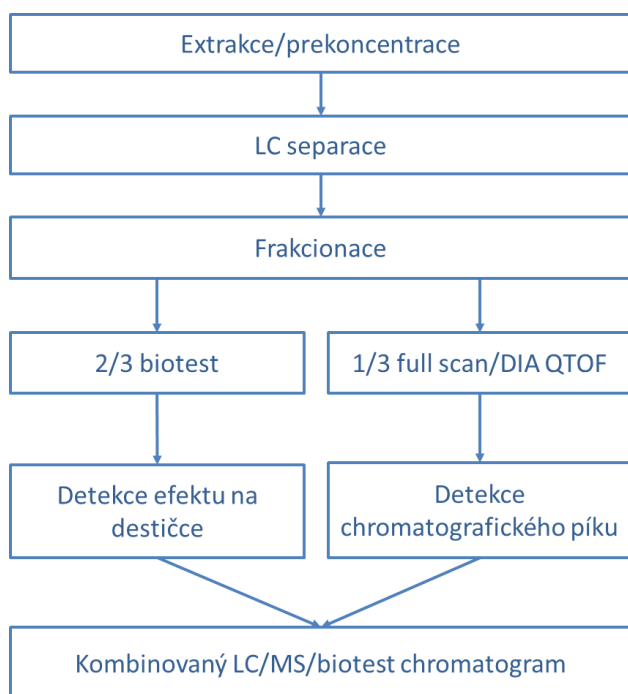 Extrakce/prekoncentrace
LC separace
Frakcionace
2/3 biotest
1/3 full scan/DIA QTOF
Detekce efektu na
destičce
Detekce
chromatografického píku
Kombinovaný LC/MS/biotest chromatogram